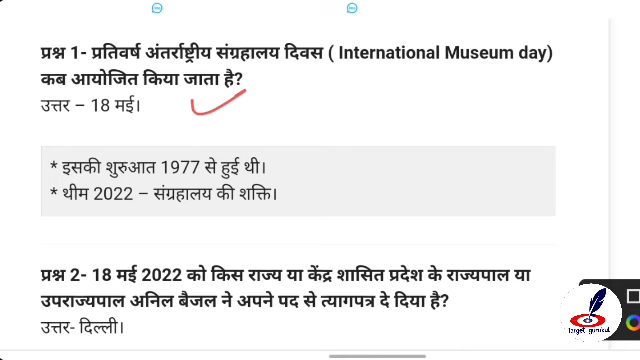 प्रश्न 1- प्रतिवर्ष अंतर्राष्ट्रीय संग्रहालय दिवस ( International Museum day)
कब आयोजित किया जाता है?
उत्तर – 18 मई।
* इसकी शुरुआत 1977 से हुई थी।
* थीम 2022 – संग्रहालय की शक्ति।
प्रश्न 2- 18 मई 2022 को किस राज्य या केंद्र शासित प्रदेश के राज्यपाल या
उपराज्यपाल अनिल बैजल ने अपने पद से त्यागपत्र दे दिया है?
उत्तर- दिल्ली।
target gurukul